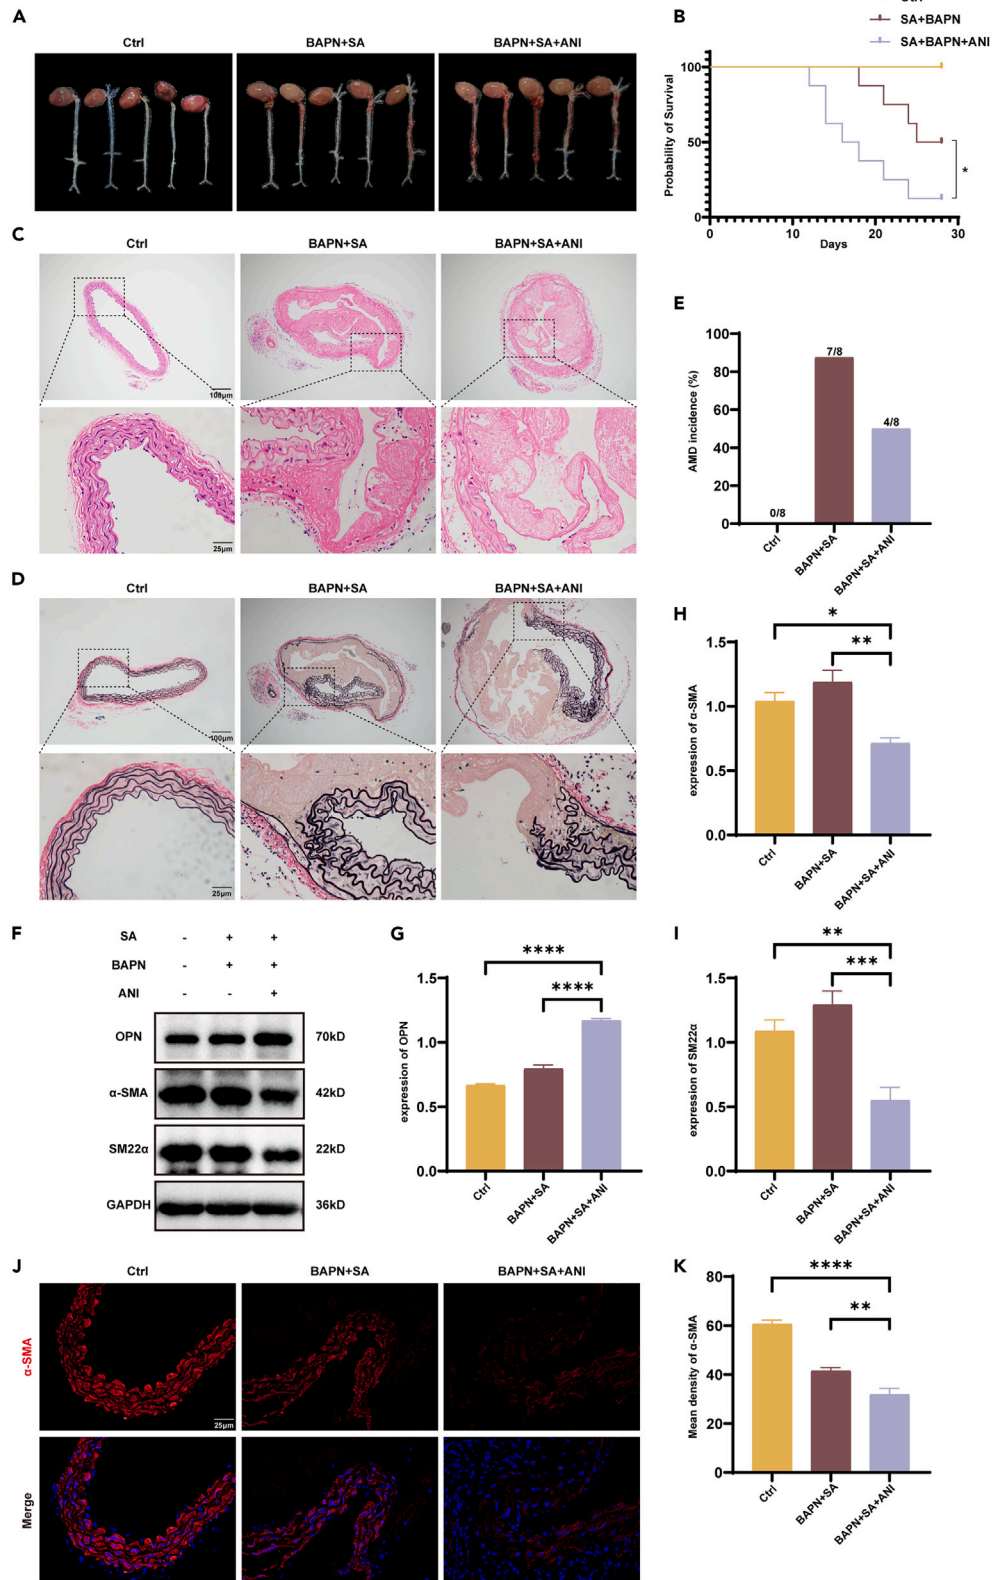 A
Ctrl
BAPN+SA
BAPN+SA+ANI
B
SA+BAPN
SA+BAPN+ANI
Probability of Survival
100
50
0
0
10
20
30
Days
*
C
Ctrl
BAPN+SA
BAPN+SA+ANI
100μm
25μm
D
Ctrl
BAPN+SA
BAPN+SA+ANI
100μm
25μm
E
AMD incidence (%)
100
80
60
40
20
0
0/8
7/8
4/8
Ctrl
BAPN+SA
BAPN+SA+ANI
F
SA - + +
BAPN - + +
ANI - - +
OPN 70kD
α-SMA 42kD
SM22α 22kD
GAPDH 36kD
G
expression of OPN
1.5
1.0
0.5
0.0
****
****
Ctrl
BAPN+SA
BAPN+SA+ANI
H
expression of α-SMA
1.5
1.0
0.5
0.0
*
**
Ctrl
BAPN+SA
BAPN+SA+ANI
I
expression of SM22α
1.5
1.0
0.5
0.0
**
***
Ctrl
BAPN+SA
BAPN+SA+ANI
J
Ctrl
BAPN+SA
BAPN+SA+ANI
α-SMA
25μm
Merge
K
Mean density of α-SMA
80
60
40
20
0
****
**
Ctrl
BAPN+SA
BAPN+SA+ANI